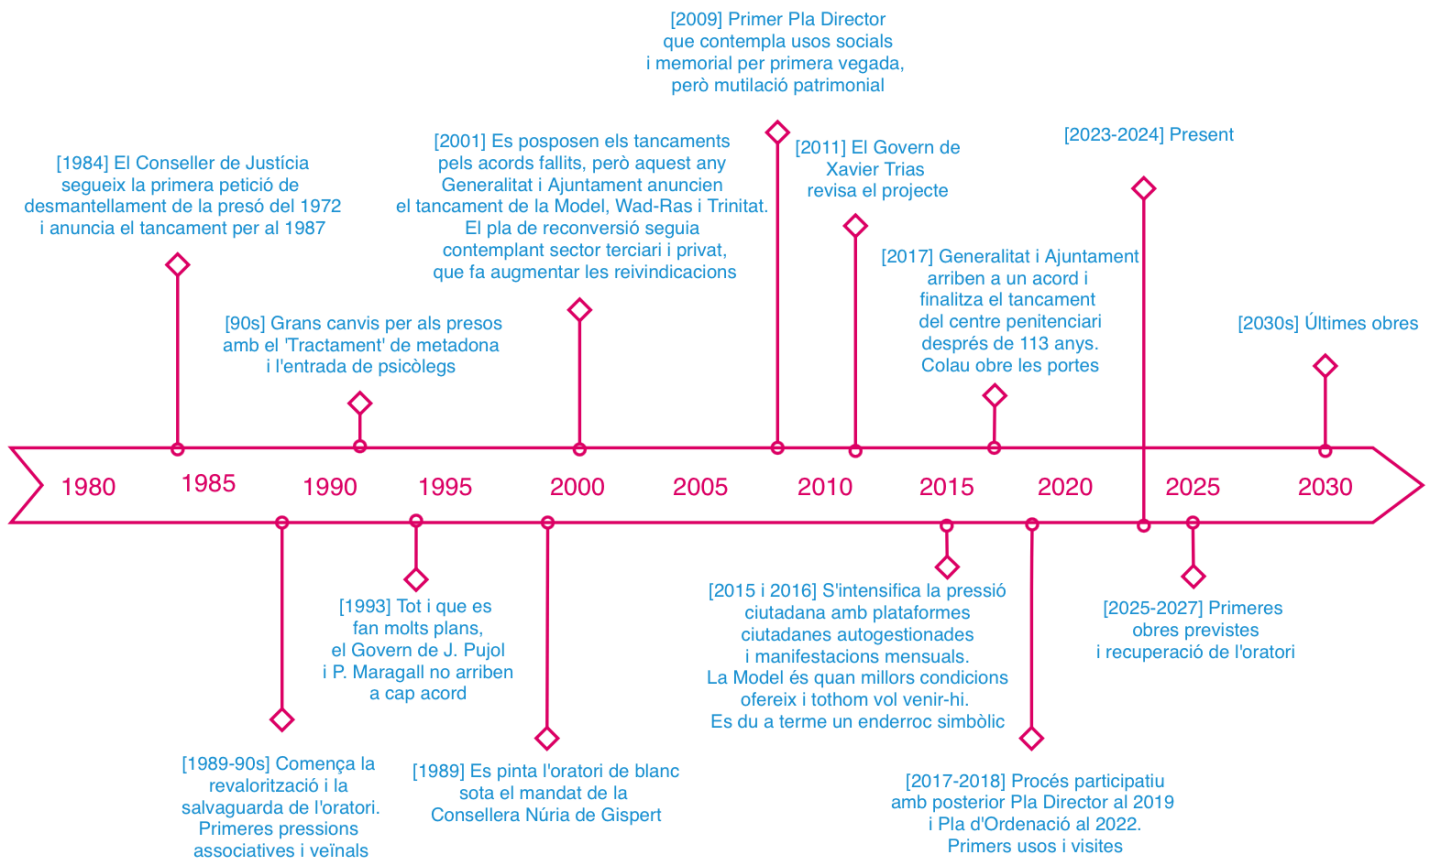 [2009] Primer Pla Director
que contempla usos socials
i memorial per primera vegada,
però mutilació patrimonial
[1984] El Conseller de Justícia
segueix la primera petició de
desmantellament de la presó del 1972
i anuncia el tancament per al 1987
[90s] Grans canvis per als presos
amb el 'Tractament' de metadona
i l'entrada de psicòlegs
[2001] Es posposen els tancaments
pels acords fallits, però aquest any
Generalitat i Ajuntament anuncien
el tancament de la Model, Wad-Ras i Trinitat.
El pla de reconversió seguia
contemplant sector terciari i privat,
que fa augmentar les reivindicacions
[2011] El Govern de
Xavier Trias
revisa el projecte
[2017] Generalitat i Ajuntament
arriben a un acord i
finalitza el tancament
del centre penitenciari
després de 113 anys.
Colau obre les portes
[2023-2024] Present
[2030s] Últimes obres
1980
1985
1990
1995
2000
2005
2010
2015
2020
2025
2030
[1989-90s] Comença la
revalorització i la
salvaguarda de l'oratori.
Primeres pressions
associatives i veïnals
[1993] Tot i que es
fan molts plans,
el Govern de J. Pujol
i P. Maragall no arriben
a cap acord
[1989] Es pinta l'oratori de blanc
sota el mandat de la
Consellera Núria de Gispert
[2015 i 2016] S'intensifica la pressió
ciutadana amb plataformes
ciutadanes autogestionades
i manifestacions mensuals.
La Model és quan millors condicions
ofereix i tothom vol venir-hi.
Es du a terme un enderroc simbòlic
[2017-2018] Procés participatiu
amb posterior Pla Director al 2019
i Pla d'Ordenació al 2022.
Primers usos i visites
[2025-2027] Primeres
obres previstes
i recuperació de l'oratori